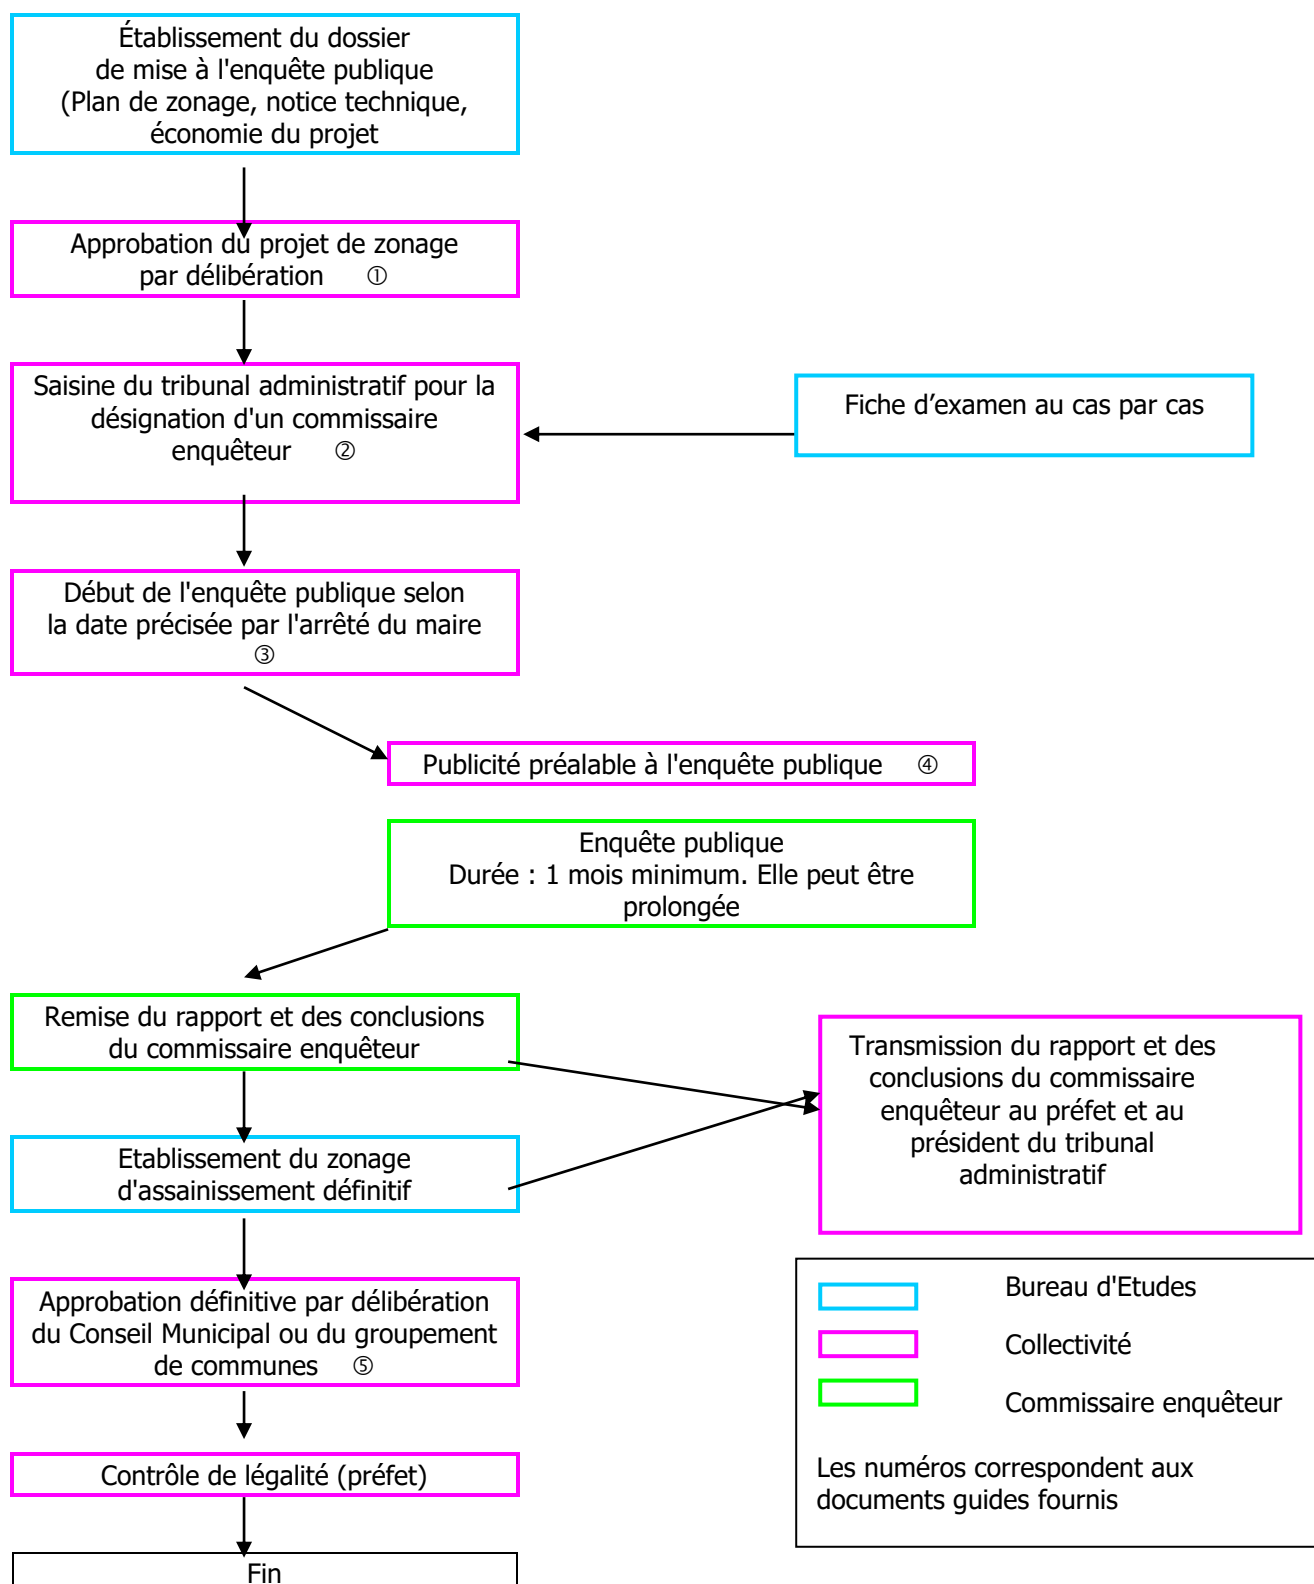 Établissement du dossier
de mise à l'enquête publique
(Plan de zonage, notice technique,
économie du projet
Approbation du projet de zonage
par délibération ①
Saisine du tribunal administratif pour la
désignation d'un commissaire
enquêteur ②
Fiche d’examen au cas par cas
Début de l'enquête publique selon
la date précisée par l'arrêté du maire
③
Publicité préalable à l'enquête publique ④
Enquête publique
Durée : 1 mois minimum. Elle peut être
prolongée
Remise du rapport et des conclusions
du commissaire enquêteur
Transmission du rapport et des
conclusions du commissaire
enquêteur au préfet et au
président du tribunal
administratif
Etablissement du zonage
d'assainissement définitif
Approbation définitive par délibération
du Conseil Municipal ou du groupement
de communes ⑤
Contrôle de légalité (préfet)
Fin
Bureau d'Etudes
Collectivité
Commissaire enquêteur
Les numéros correspondent aux
documents guides fournis